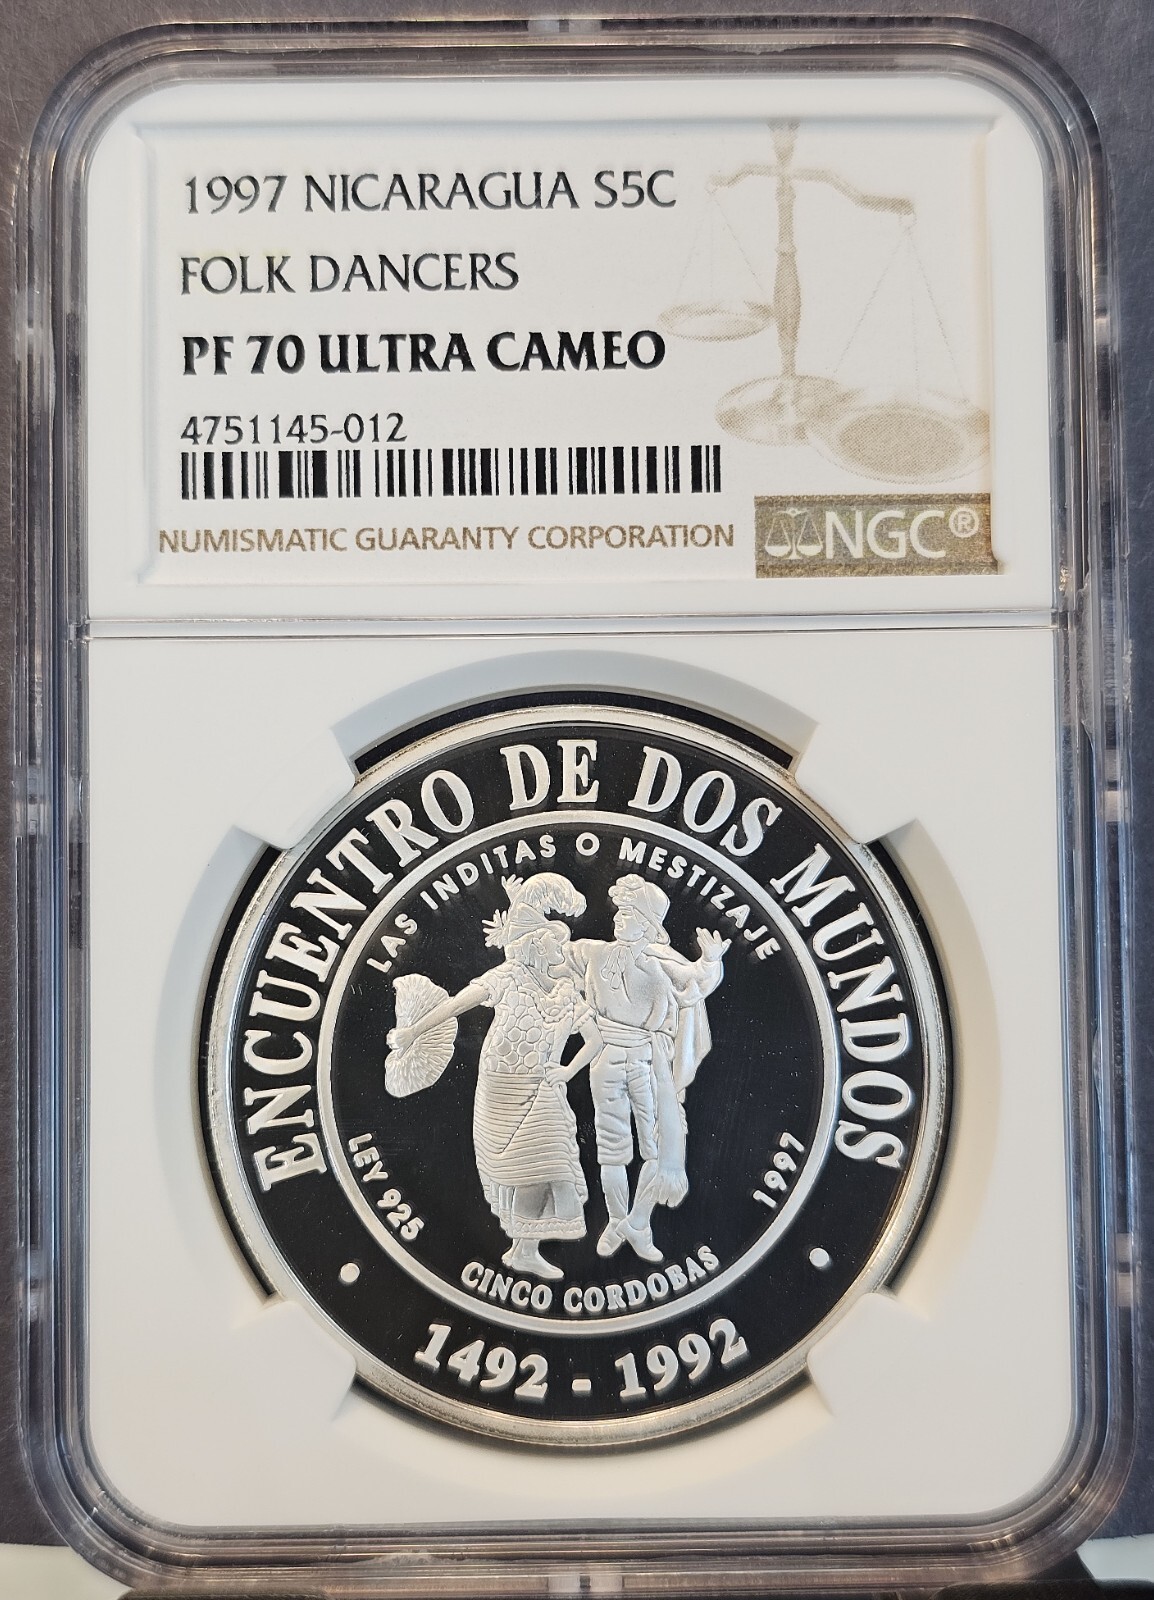 1997 NICARAGUA S5C
FOLK DANCERS
PF 70 ULTRA CAMEO
4751145-012
NUMISMATIC GUARANTY CORPORATION
NGC®
ENCUENTRO DE DOS MUNDOS
LAS INDITAS O MESTIZAJE
LEY 925
1997
CINCO CORDOBAS
1492 - 1992